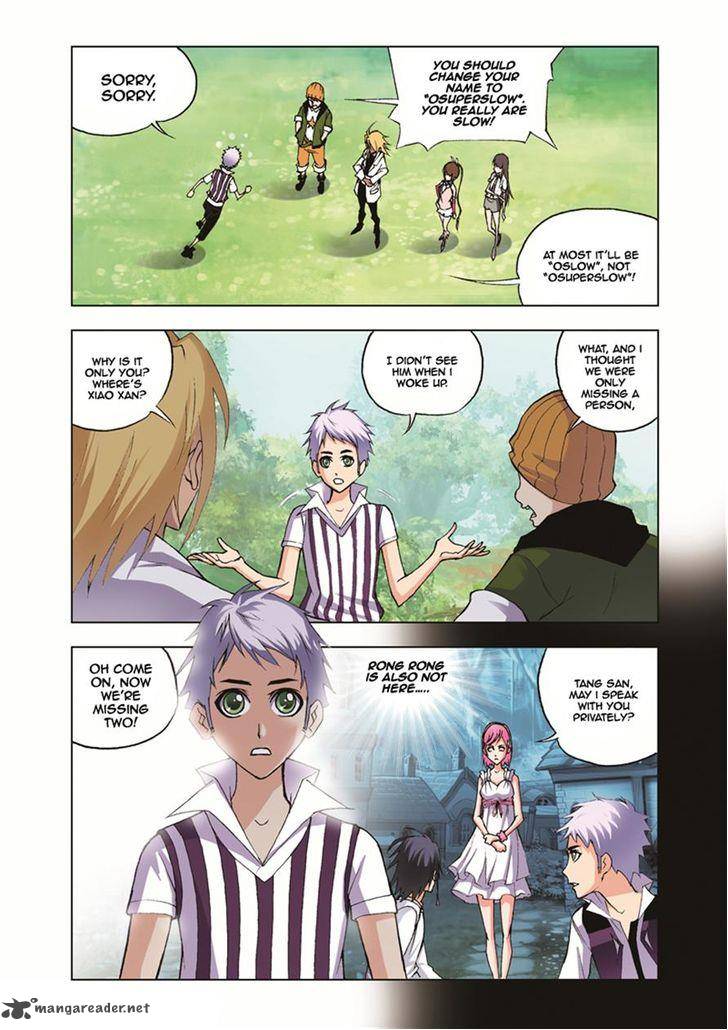 SORRY,
SORRY.
YOU SHOULD
CHANGE YOUR
NAME TO
"OSUPERSLOW".
YOU REALLY ARE
SLOW!
AT MOST IT'LL BE
"OSLOW", NOT
"OSUPERSLOW"!
WHY IS IT
ONLY YOU?
WHERE'S
XIAO XAN?
I DIDN'T SEE
HIM WHEN I
WOKE UP.
WHAT, AND I
THOUGHT
WE WERE
ONLY
MISSING
A PERSON,
OH COME
ON, NOW
WE'RE
MISSING
TWO!
RONG RONG
IS ALSO NOT
HERE.....
TANG SAN,
MAY I SPEAK
WITH YOU
PRIVATELY?
mangareader.net